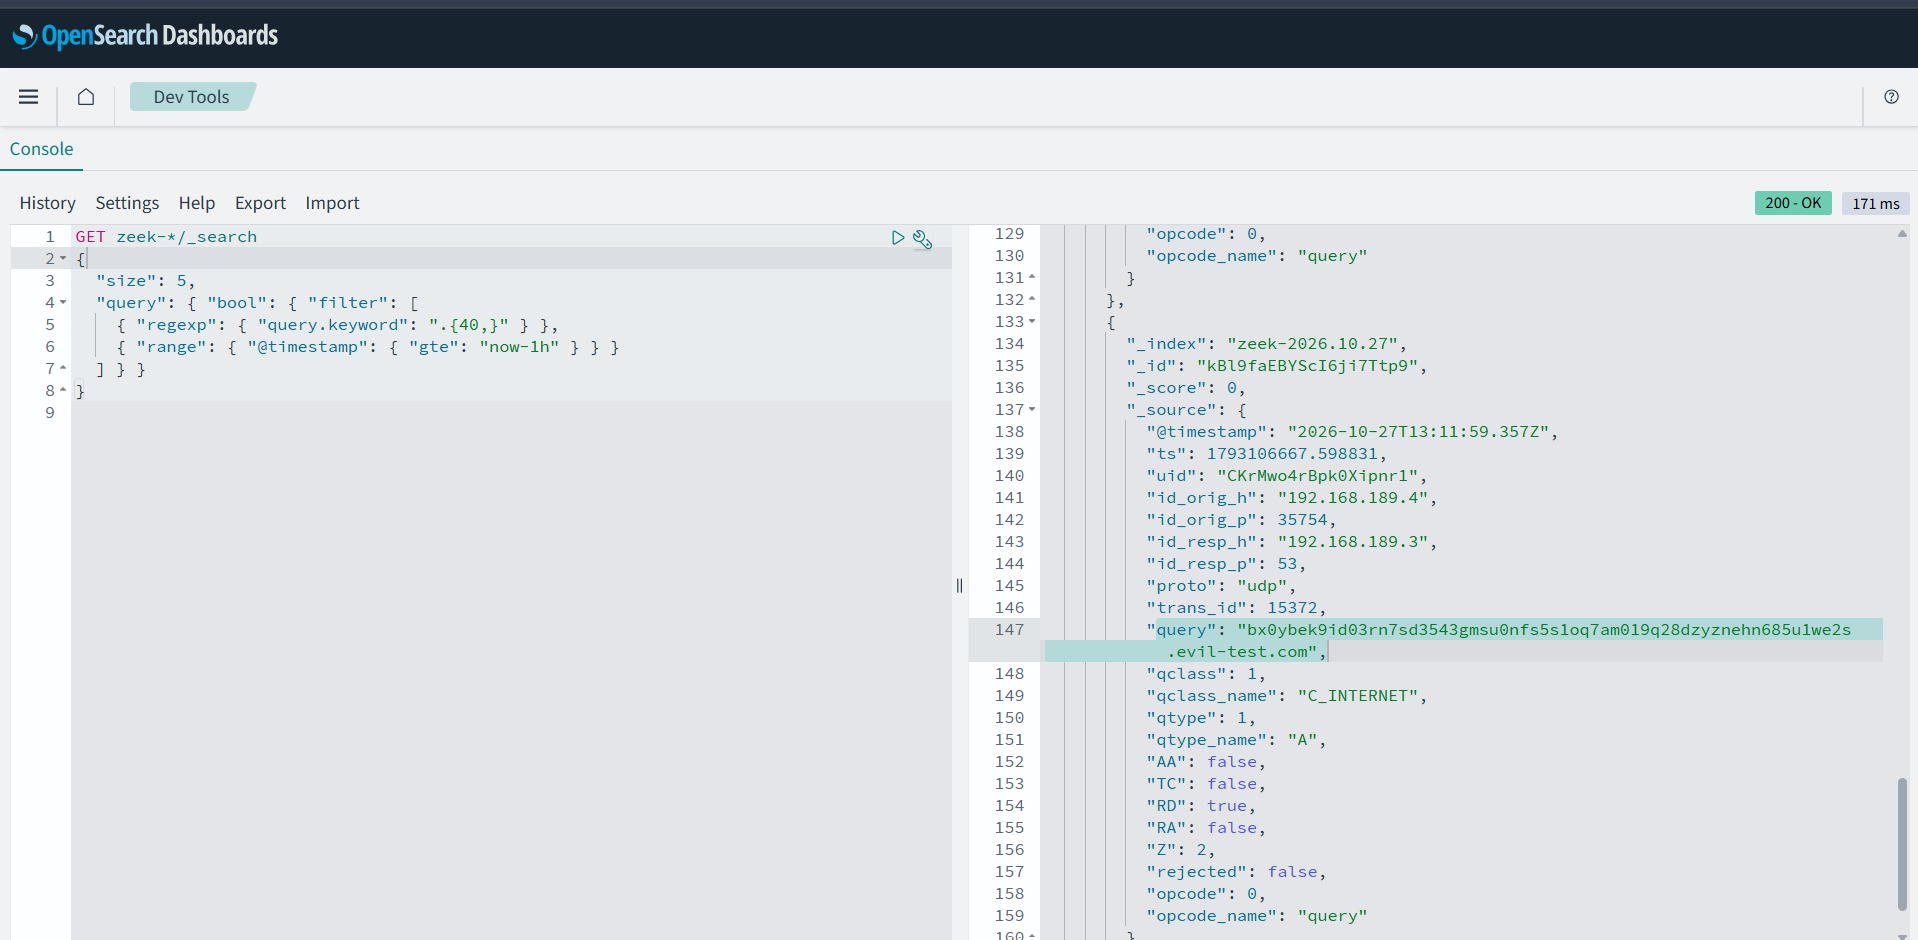 OpenSearch Dashboards
Dev Tools
Console
History Settings Help Export Import
200 - OK 171 ms
1 GET zeek-*/_search
2 {
3 "size": 5,
4 "query": { "bool": { "filter": [
5 { "regexp": { "query.keyword": ".{40,}" } },
6 { "range": { "@timestamp": { "gte": "now-1h" } } }
7 ] } }
8 }
9
129 "opcode": 0,
130 "opcode_name": "query"
131 }
132 },
133 {
134 "_index": "zeek-2026.10.27",
135 "_id": "kBl9faEBYScI6ji7Ttp9",
136 "_score": 0,
137 "_source": {
138 "@timestamp": "2026-10-27T13:11:59.357Z",
139 "ts": 1793106667.598831,
140 "uid": "CKrMwo4rBpk0Xipnr1",
141 "id_orig_h": "192.168.189.4",
142 "id_orig_p": 35754,
143 "id_resp_h": "192.168.189.3",
144 "id_resp_p": 53,
145 "proto": "udp",
146 "trans_id": 15372,
147 "query": "bx0ybek9id03rn7sd3543gmsu0nfs5s1oq7am019q28dzyznehn685u1we2s
.evil-test.com",
148 "qclass": 1,
149 "qclass_name": "C_INTERNET",
150 "qtype": 1,
151 "qtype_name": "A",
152 "AA": false,
153 "TC": false,
154 "RD": true,
155 "RA": false,
156 "Z": 2,
157 "rejected": false,
158 "opcode": 0,
159 "opcode_name": "query"
160 }